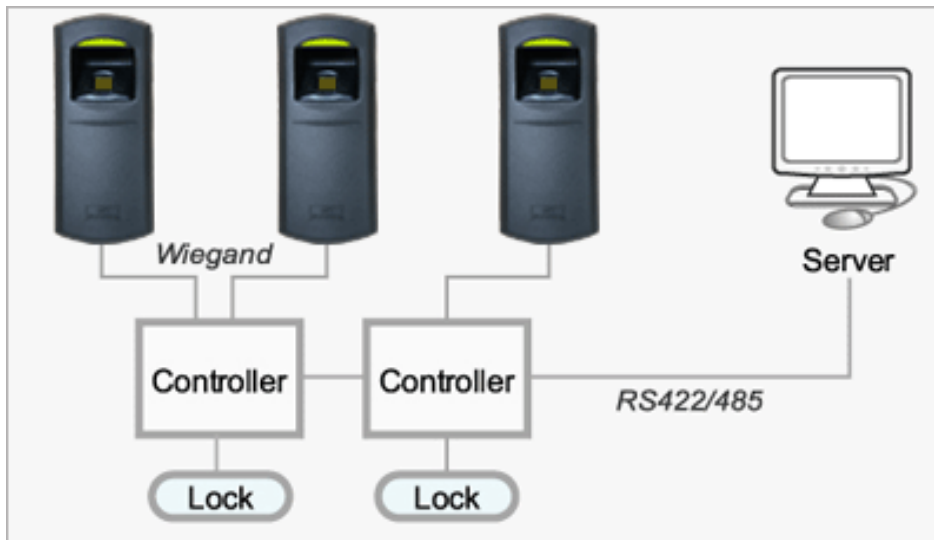 Wiegand
Server
Controller
Controller
RS422/485
Lock
Lock